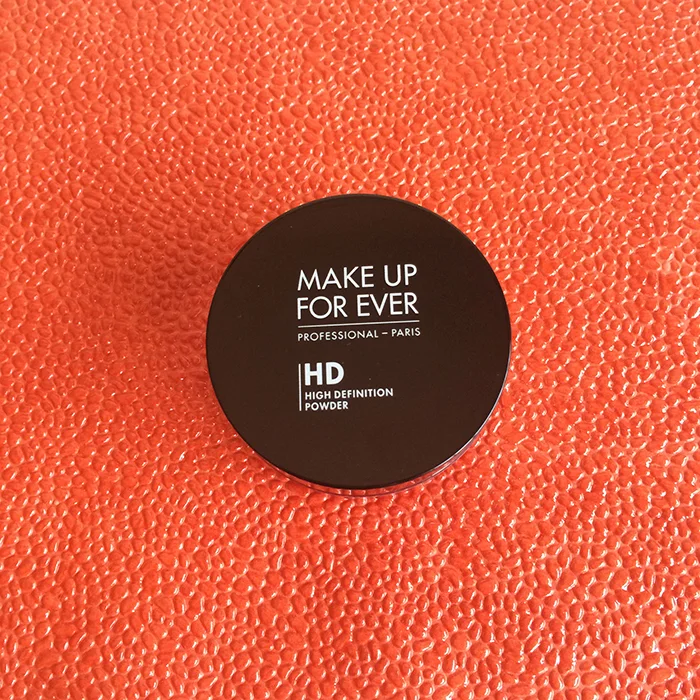 MAKE UP
FOR EVER
PROFESSIONAL – PARIS
HD
HIGH DEFINITION
POWDER